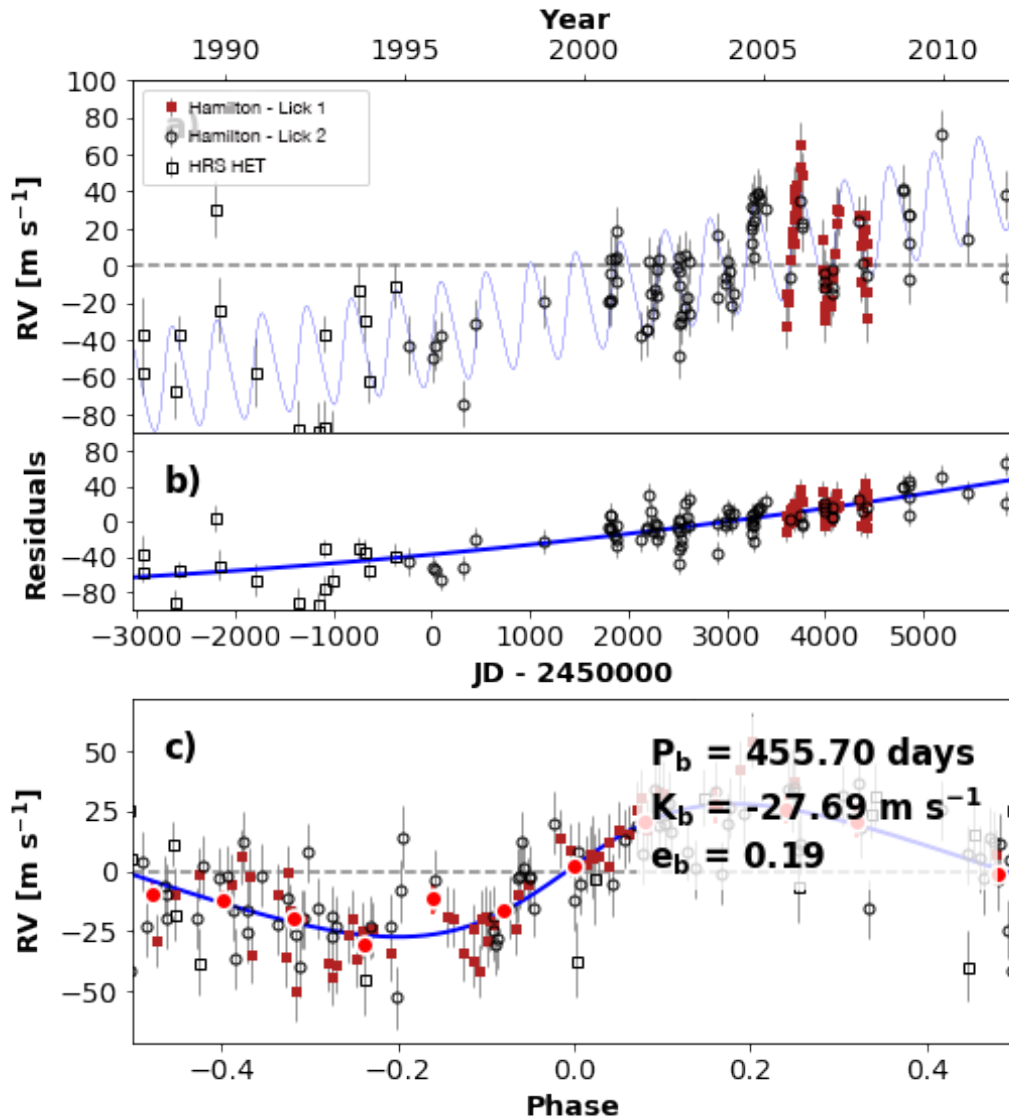 Year
1990 1995 2000 2005 2010
100
80
60
40
20
0
−20
−40
−60
−80
RV [m s⁻¹]
a)
Hamilton - Lick 1
Hamilton - Lick 2
HRS HET
80
40
0
−40
−80
Residuals
b)
−3000 −2000 −1000 0 1000 2000 3000 4000 5000
JD - 2450000
50
25
0
−25
−50
RV [m s⁻¹]
c)
P_b = 455.70 days
K_b = -27.69 m s⁻¹
e_b = 0.19
−0.4 −0.2 0.0 0.2 0.4
Phase